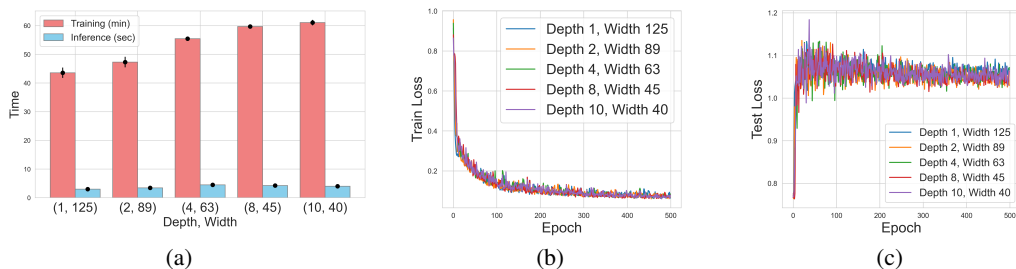 Training (min)
Inference (sec)
Time
60
50
40
30
20
10
0
(1, 125) (2, 89) (4, 63) (8, 45) (10, 40)
Depth, Width
(a)
Depth 1, Width 125
Depth 2, Width 89
Depth 4, Width 63
Depth 8, Width 45
Depth 10, Width 40
Train Loss
1.0
0.8
0.6
0.4
0.2
0 100 200 300 400 500
Epoch
(b)
Test Loss
1.2
1.1
1.0
0.9
0.8
Depth 1, Width 125
Depth 2, Width 89
Depth 4, Width 63
Depth 8, Width 45
Depth 10, Width 40
0 100 200 300 400 500
Epoch
(c)